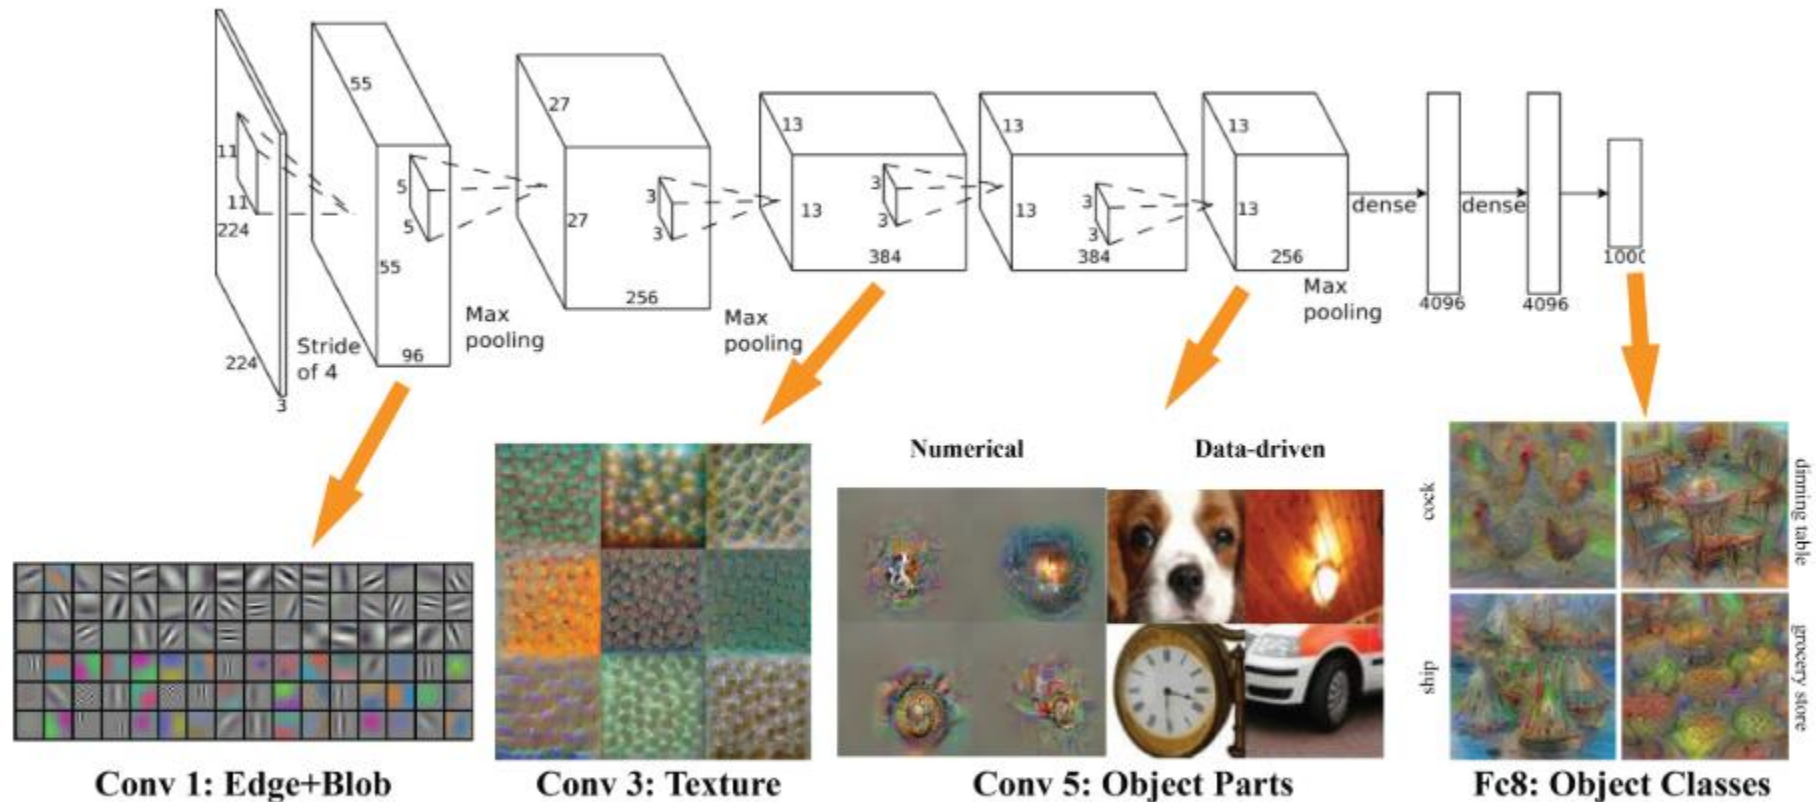 55
27
13
13
13
11
5
3
3
3
dense
dense
11
5
3
3
3
224
27
13
13
13
55
384
384
256
1000
256
Max
pooling
4096
4096
Max
pooling
Max
pooling
Stride
of 4
96
224
3
Numerical
Data-driven
cock
dinning table
ship
grocery store
Conv 1: Edge+Blob
Conv 3: Texture
Conv 5: Object Parts
Fc8: Object Classes